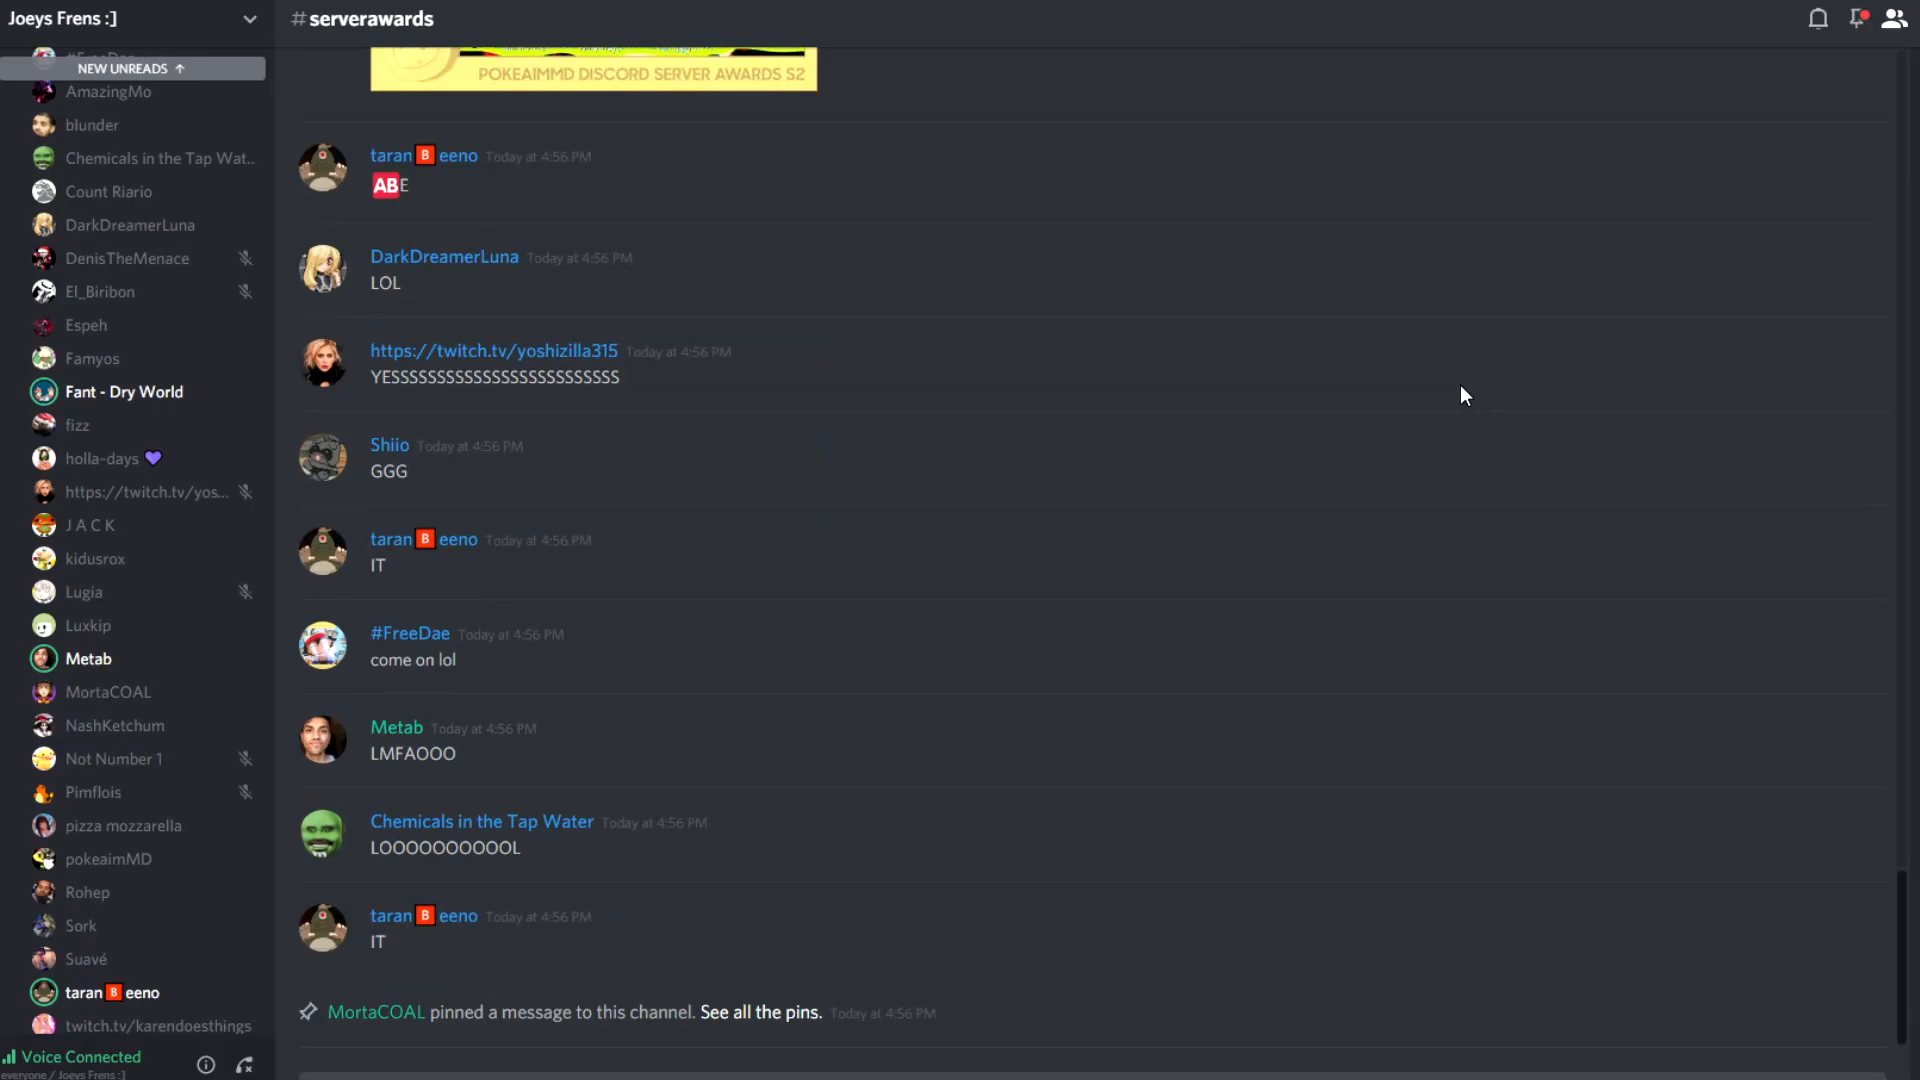 Joeys Frens :]
#FreeDae
NEW UNREADS ↑
AmazingMo
blunder
Chemicals in the Tap Wat...
Count Riario
DarkDreamerLuna
DenisTheMenace
El_Biribon
Espeh
Famyos
Fant - Dry World
fizz
holla-days 💜
https://twitch.tv/yos...
J A C K
kidusrox
Lugia
Luxkip
Metab
MortaCOAL
NashKetchum
Not Number 1
Pimflois
pizza mozzarella
pokeaimMD
Rohep
Sork
Suavé
taran🅱eeno
twitch.tv/karendoesthings
Voice Connected
everyone / Joeys Frens :]
#serverawards
POKEAIMMD DISCORD SERVER AWARDS S2
taran🅱eeno Today at 4:56 PM
🆎E
DarkDreamerLuna Today at 4:56 PM
LOL
https://twitch.tv/yoshizilla315 Today at 4:56 PM
YESSSSSSSSSSSSSSSSSSSSSSSSS
Shiio Today at 4:56 PM
GGG
taran🅱eeno Today at 4:56 PM
IT
#FreeDae Today at 4:56 PM
come on lol
Metab Today at 4:56 PM
LMFAOOO
Chemicals in the Tap Water Today at 4:56 PM
LOOOOOOOOOOL
taran🅱eeno Today at 4:56 PM
IT
MortaCOAL pinned a message to this channel. See all the pins. Today at 4:56 PM